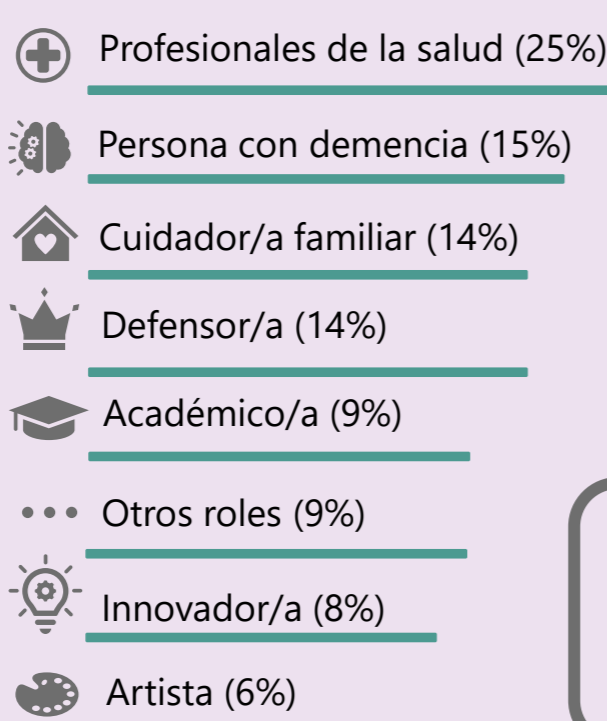 Profesionales de la salud (25%)
Persona con demencia (15%)
Cuidador/a familiar (14%)
Defensor/a (14%)
Académico/a (9%)
Otros roles (9%)
Innovador/a (8%)
Artista (6%)